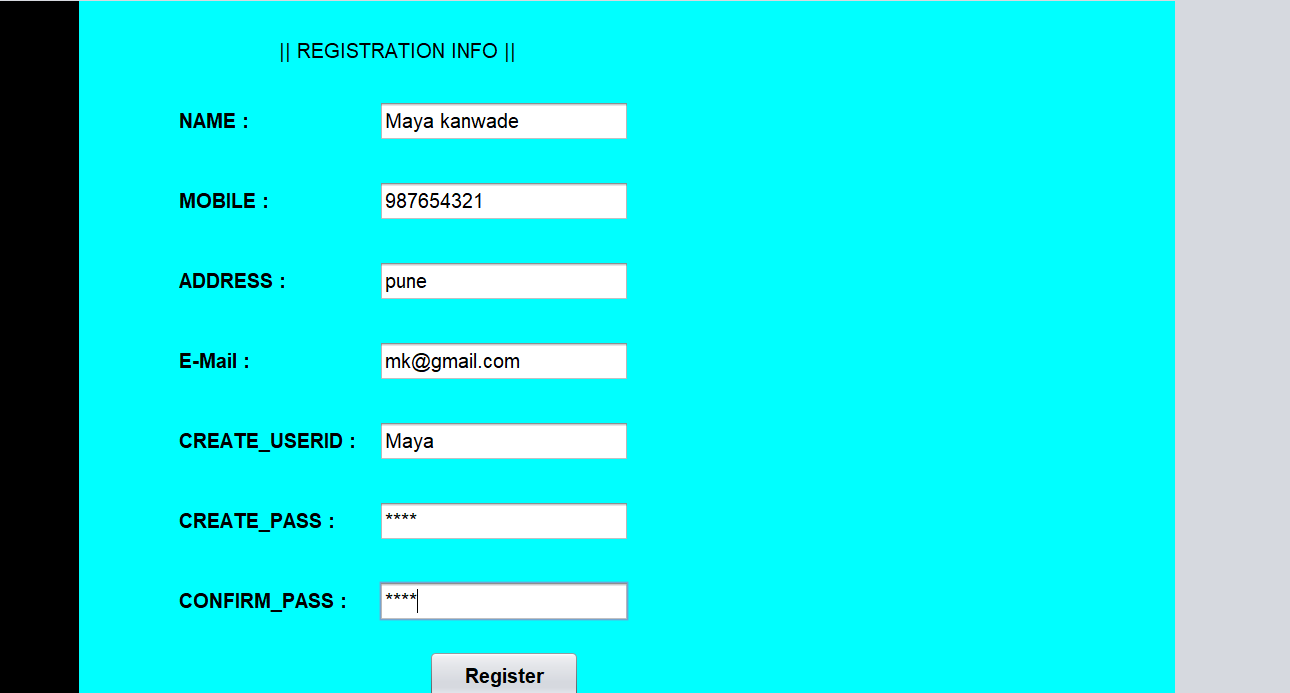 || REGISTRATION INFO ||
NAME : Maya kanwade
MOBILE : 987654321
ADDRESS : pune
E-Mail : mk@gmail.com
CREATE_USERID : Maya
CREATE_PASS : ****
CONFIRM_PASS : ****
Register